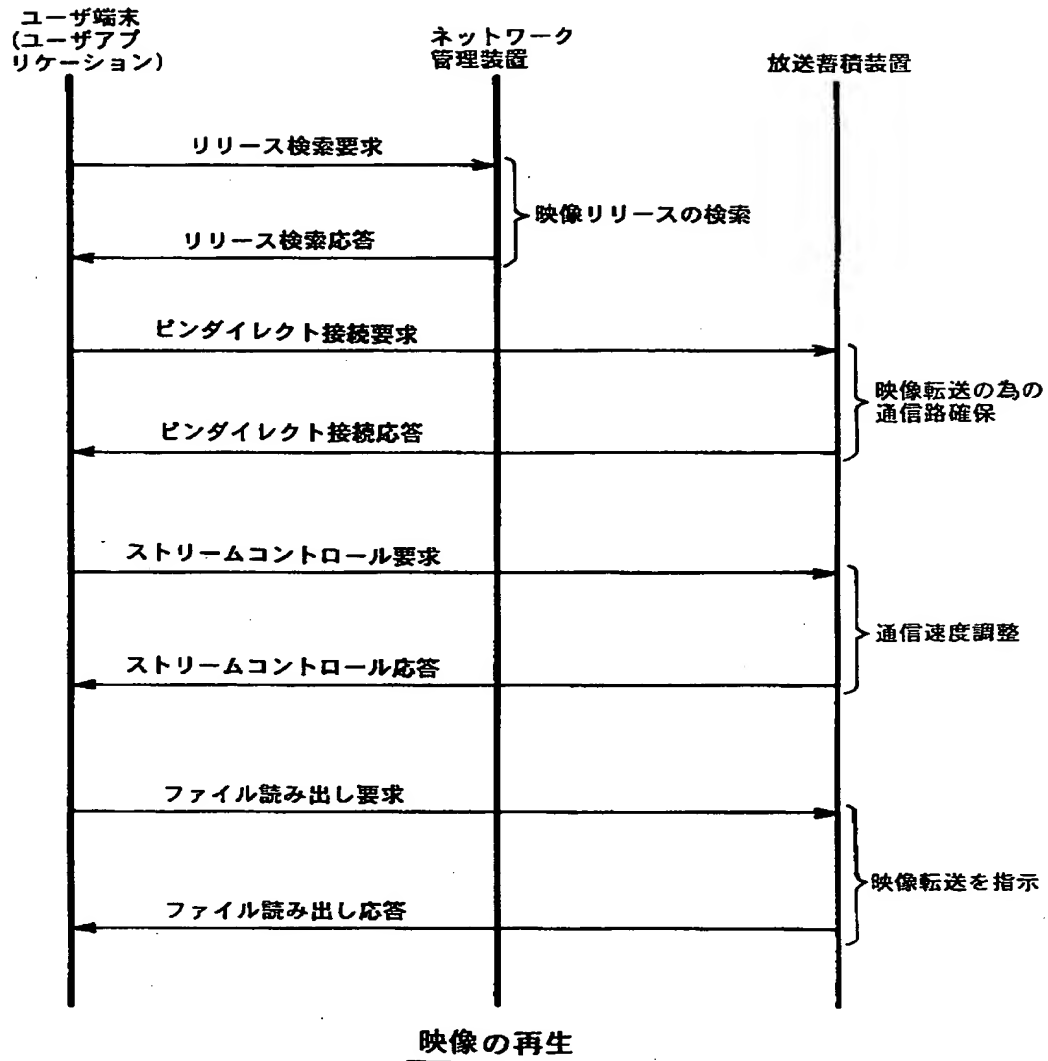 ユーザ端末
(ユーザアプ
リケーション)
ネットワーク
管理装置
放送蓄積装置
リリース検索要求
映像リリースの検索
リリース検索応答
ピンダイレクト接続要求
映像転送の為の
通信路確保
ピンダイレクト接続応答
ストリームコントロール要求
通信速度調整
ストリームコントロール応答
ファイル読み出し要求
映像転送を指示
ファイル読み出し応答
映像の再生